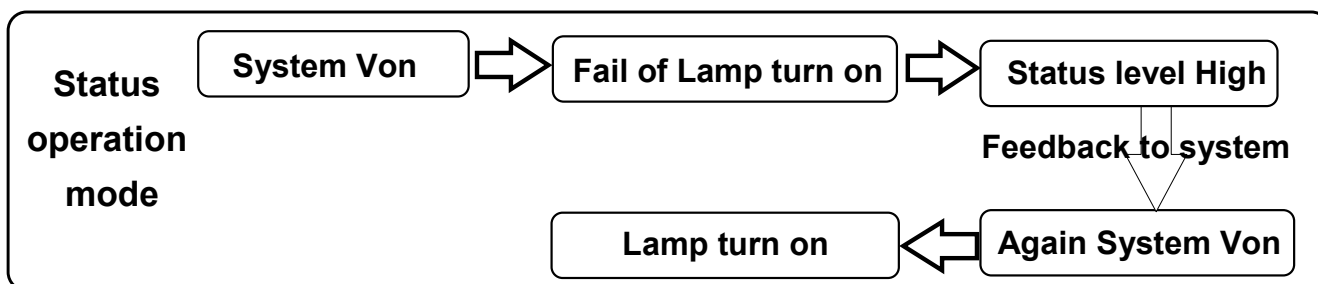 Status
operation
mode
System Von
Fail of Lamp turn on
Status level High
Feedback to system
Again System Von
Lamp turn on